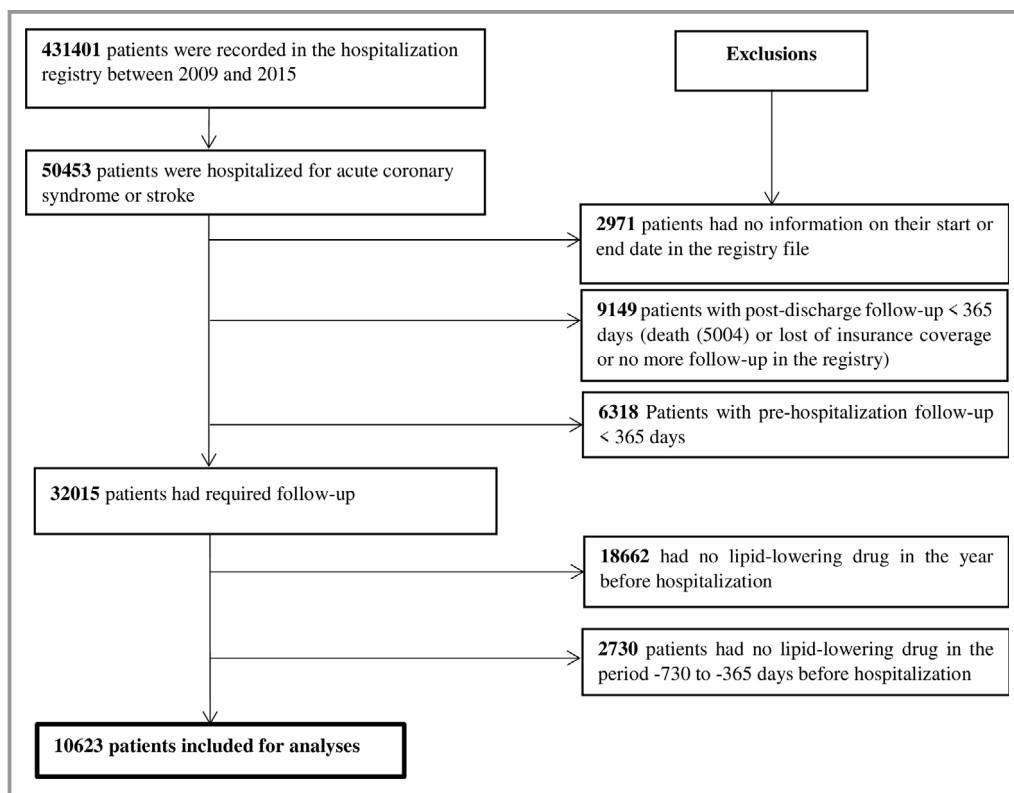 431401 patients were recorded in the hospitalization
registry between 2009 and 2015
Exclusions
50453 patients were hospitalized for acute coronary
syndrome or stroke
2971 patients had no information on their start or
end date in the registry file
9149 patients with post-discharge follow-up < 365
days (death (5004) or lost of insurance coverage
or no more follow-up in the registry)
6318 Patients with pre-hospitalization follow-up
< 365 days
32015 patients had required follow-up
18662 had no lipid-lowering drug in the year
before hospitalization
2730 patients had no lipid-lowering drug in the
period -730 to -365 days before hospitalization
10623 patients included for analyses